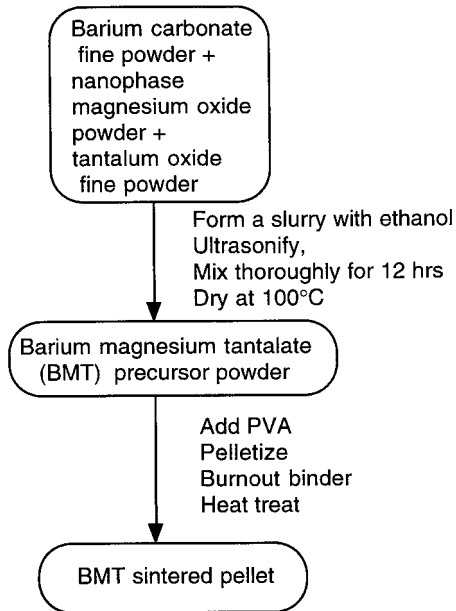 Barium carbonate
fine powder +
nanophase
magnesium oxide
powder +
tantalum oxide
fine powder
Form a slurry with ethanol
Ultrasonify,
Mix thoroughly for 12 hrs
Dry at 100°C
Barium magnesium tantalate
(BMT) precursor powder
Add PVA
Pelletize
Burnout binder
Heat treat
BMT sintered pellet